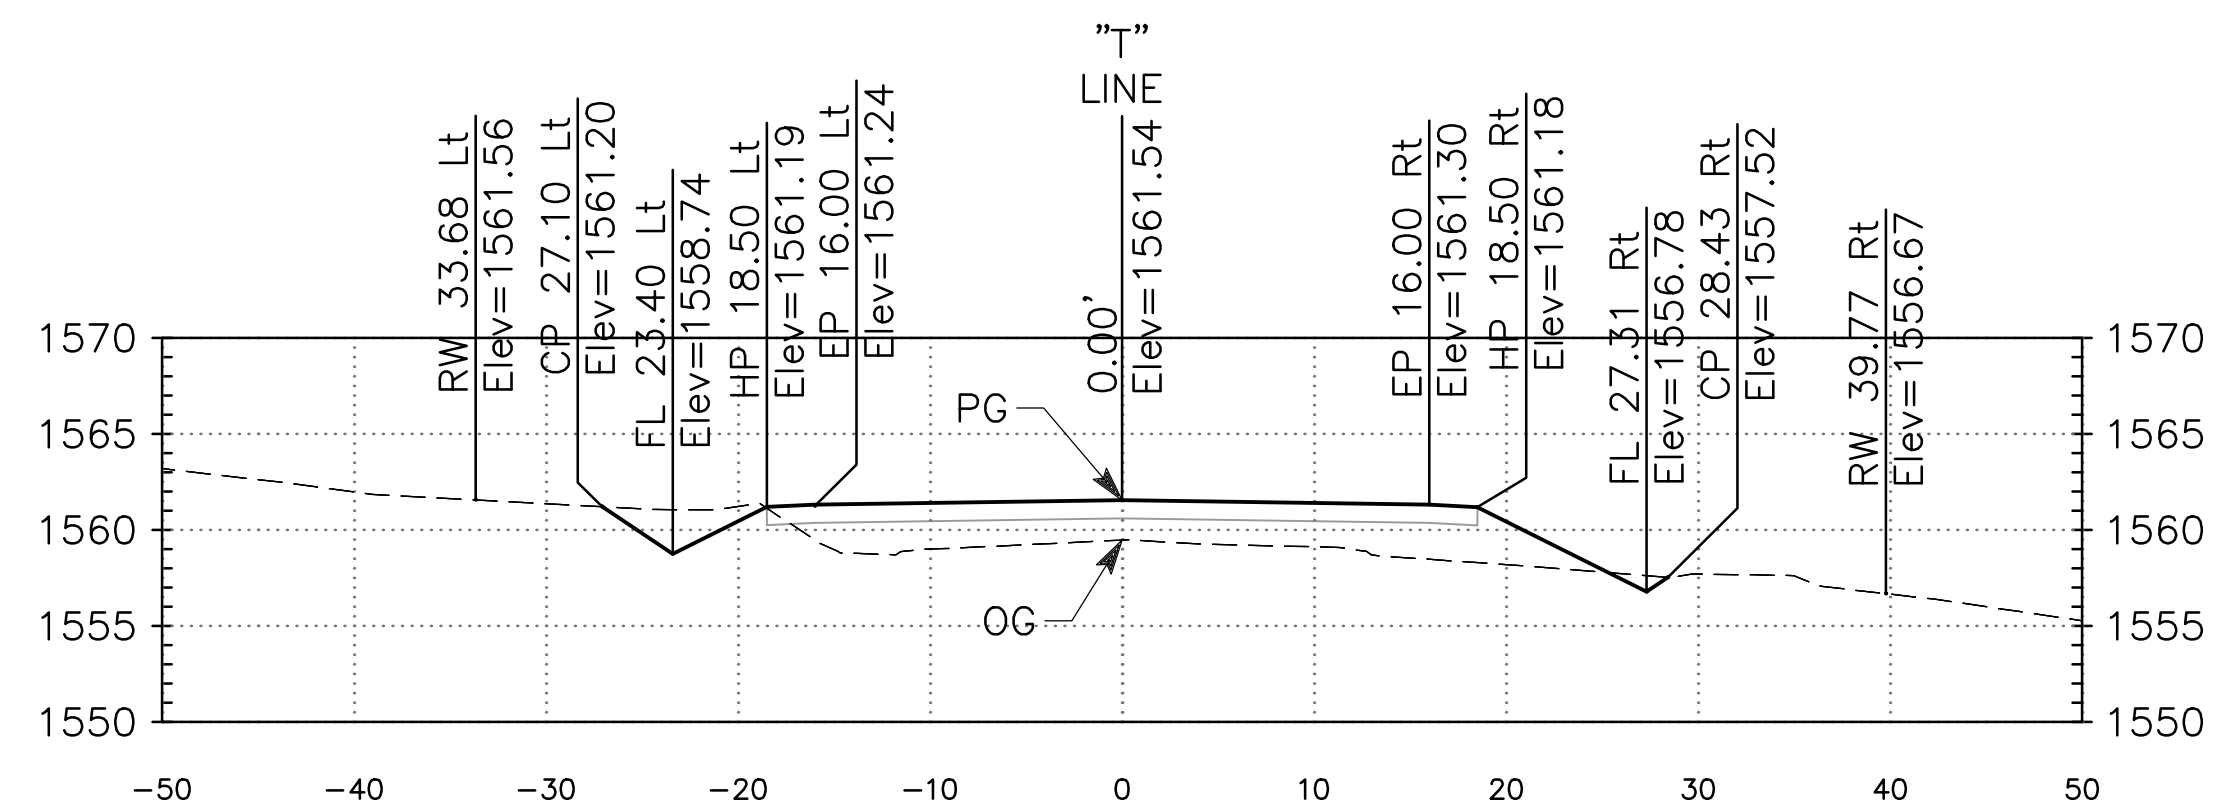 "T"
LINE
RW 33.68 Lt
Elev=1561.56
CP 27.10 Lt
Elev=1561.20
FL 23.40 Lt
Elev=1558.74
HP 18.50 Lt
Elev=1561.19
EP 16.00 Lt
Elev=1561.24
0.00'
Elev=1561.54
EP 16.00 Rt
Elev=1561.30
HP 18.50 Rt
Elev=1561.18
FL 27.31 Rt
Elev=1556.78
CP 28.43 Rt
Elev=1557.52
RW 39.77 Rt
Elev=1556.67
1570 1570
PG
1565 1565
1560 1560
OG
1555 1555
1550 1550
-50 -40 -30 -20 -10 0 10 20 30 40 50